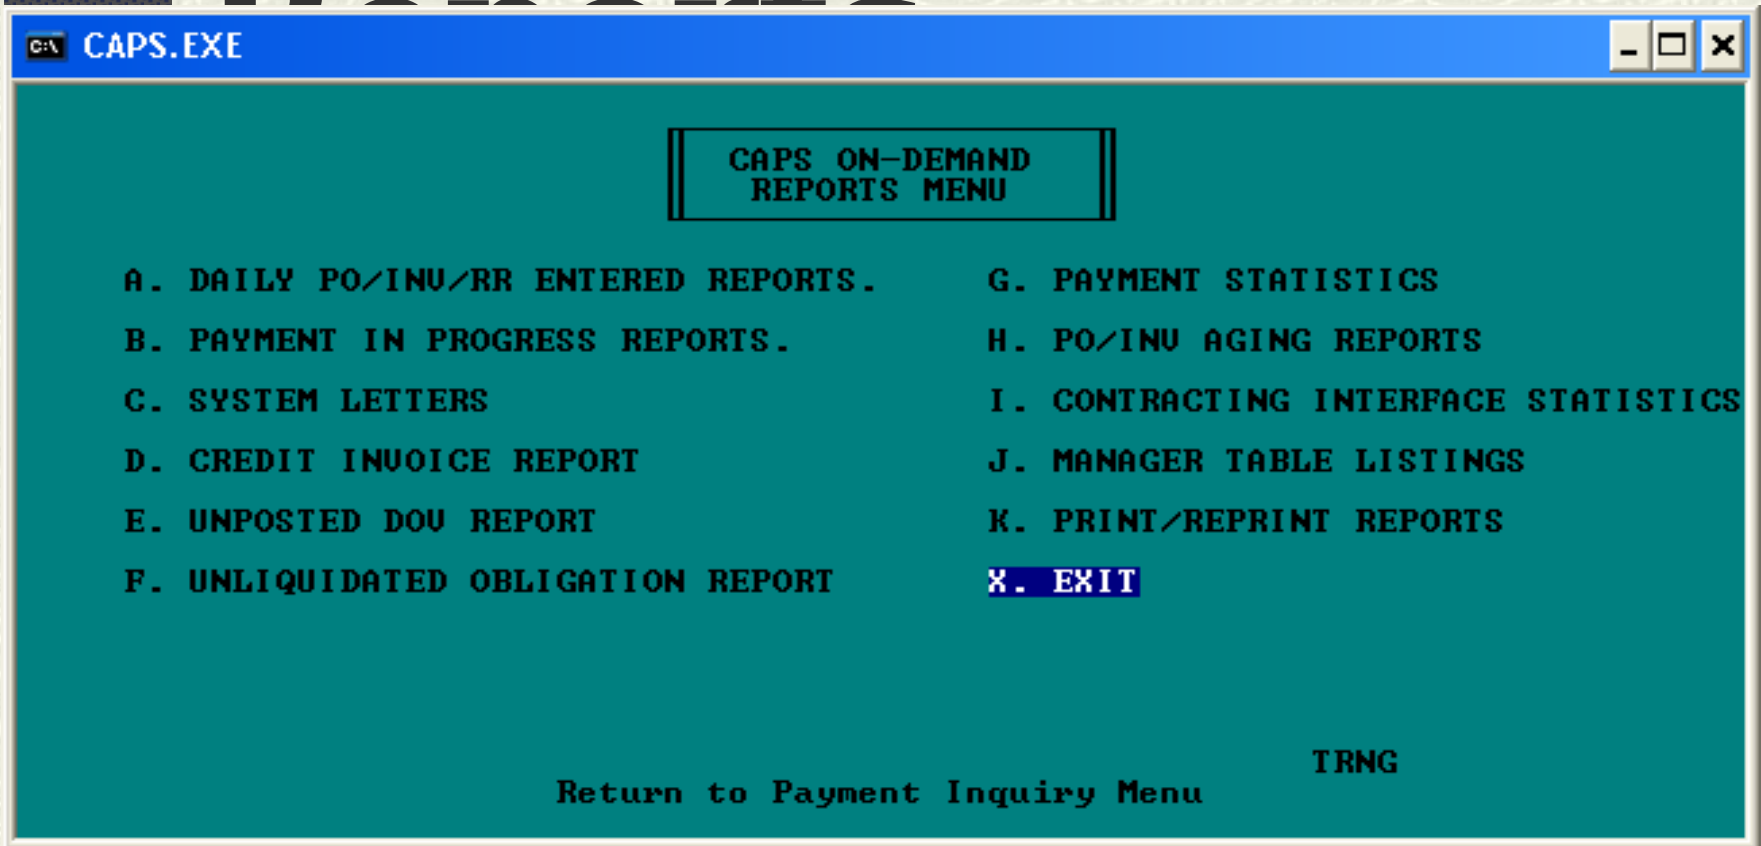 CAPS.EXE
CAPS ON-DEMAND
REPORTS MENU
A. DAILY PO/INV/RR ENTERED REPORTS.
B. PAYMENT IN PROGRESS REPORTS.
C. SYSTEM LETTERS
D. CREDIT INVOICE REPORT
E. UNPOSTED DOV REPORT
F. UNLIQUIDATED OBLIGATION REPORT
G. PAYMENT STATISTICS
H. PO/INV AGING REPORTS
I. CONTRACTING INTERFACE STATISTICS
J. MANAGER TABLE LISTINGS
K. PRINT/REPRINT REPORTS
X. EXIT
TRNG
Return to Payment Inquiry Menu